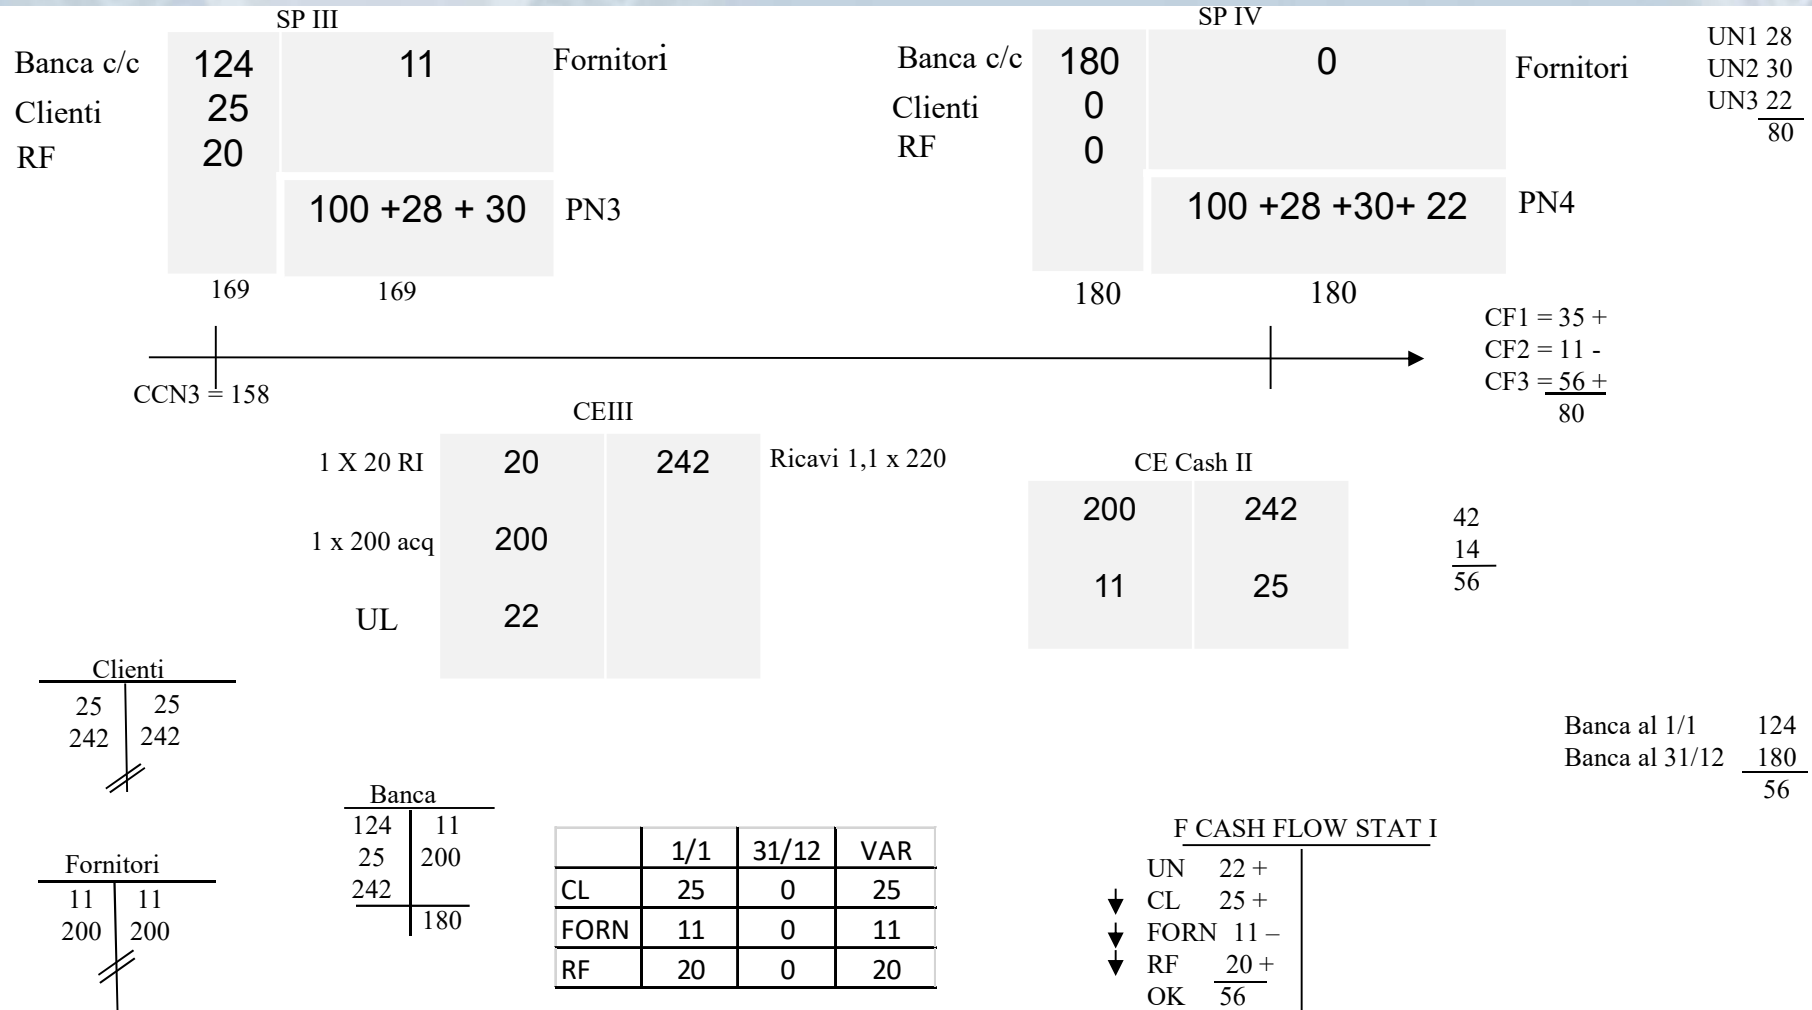 SP III
Banca c/c 124 11 Fornitori
Clienti 25
RF 20
100 +28 + 30 PN3
169 169
SP IV
Banca c/c 180 0 Fornitori
Clienti 0
RF 0
100 +28 +30+ 22 PN4
180 180
UN1 28
UN2 30
UN3 22
80
CCN3 = 158
CF1 = 35 +
CF2 = 11 -
CF3 = 56 +
80
CEIII
1 X 20 RI 20 242 Ricavi 1,1 x 220
1 x 200 acq 200
UL 22
CE Cash II
200 242
11 25
42
14
56
Clienti
25 25
242 242
Fornitori
11 11
200 200
Banca
124 11
25 200
242
180
1/1 31/12 VAR
CL 25 0 25
FORN 11 0 11
RF 20 0 20
Banca al 1/1 124
Banca al 31/12 180
56
F CASH FLOW STAT I
UN 22 +
CL 25 +
FORN 11 –
RF 20 +
OK 56